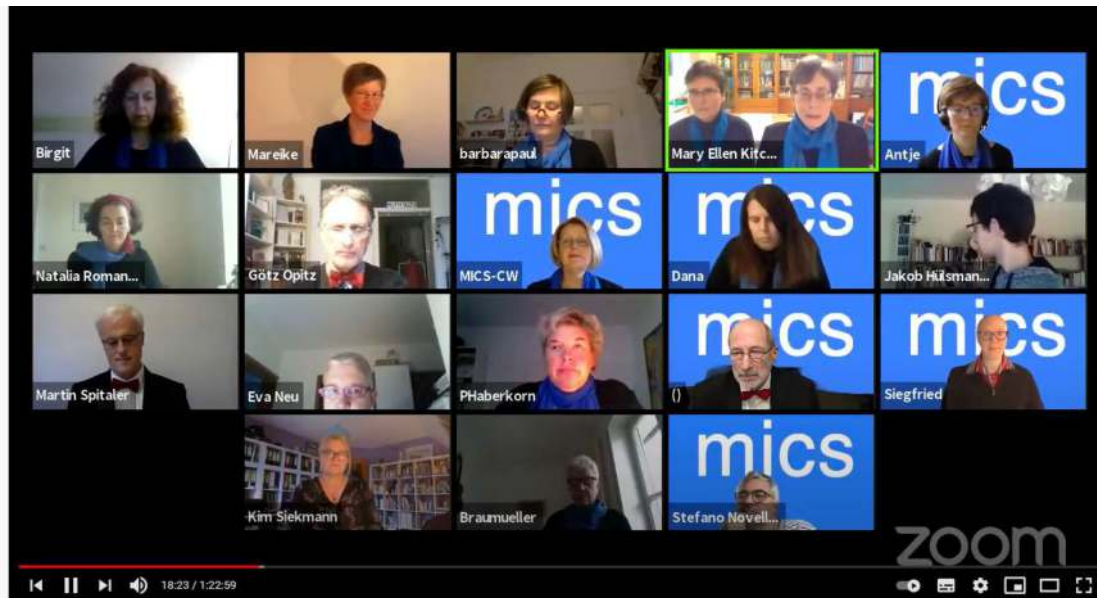 mics
Birgit
Mareike
barbarapaul
Mary Ellen Kitc...
Antje
mics
mics
Natalia Roman...
Götz Opitz
MICS-CW
Dana
Jakob Hülsman...
mics
mics
Martin Spitaler
Eva Neu
PHaberkorn
()
Siegfried
mics
Kim Siekmann
Braumueller
Stefano Novell...
zoom
18:23 / 1:22:59